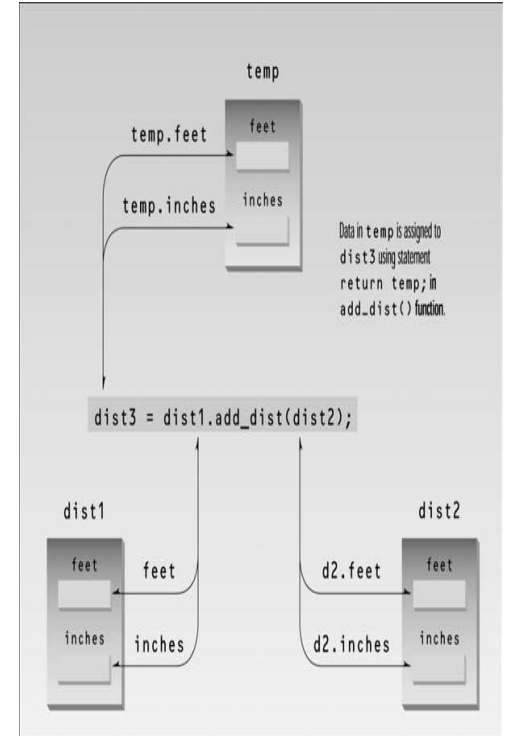 temp
feet
temp.feet
inches
temp.inches
Data in temp is assigned to
dist3 using statement
return temp; in
add_dist() function.
dist3 = dist1.add_dist(dist2);
dist1
dist2
feet
feet
d2.feet
feet
inches
inches
d2.inches
inches